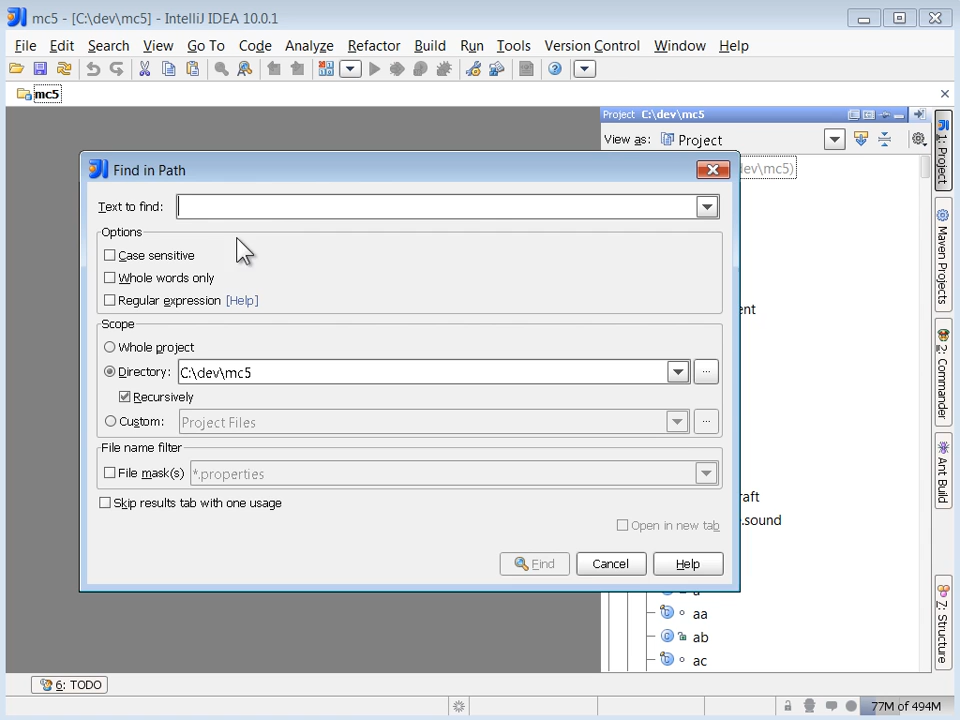 mc5 - [C:\dev\mc5] - IntelliJ IDEA 10.0.1
File Edit Search View Go To Code Analyze Refactor Build Run Tools Version Control Window Help
mc5
Project C:\dev\mc5
View as: Project
dev\mc5)
Find in Path
Text to find:
Options
Case sensitive
Whole words only
Regular expression [Help]
Scope
Whole project
Directory: C:\dev\mc5
Recursively
Custom: Project Files
File name filter
File mask(s) *.properties
Skip results tab with one usage
Open in new tab
Find Cancel Help
ent
raft
.sound
aa
ab
ac
1: Project
Maven Projects
2: Commander
Ant Build
7: Structure
6: TODO
77M of 494M